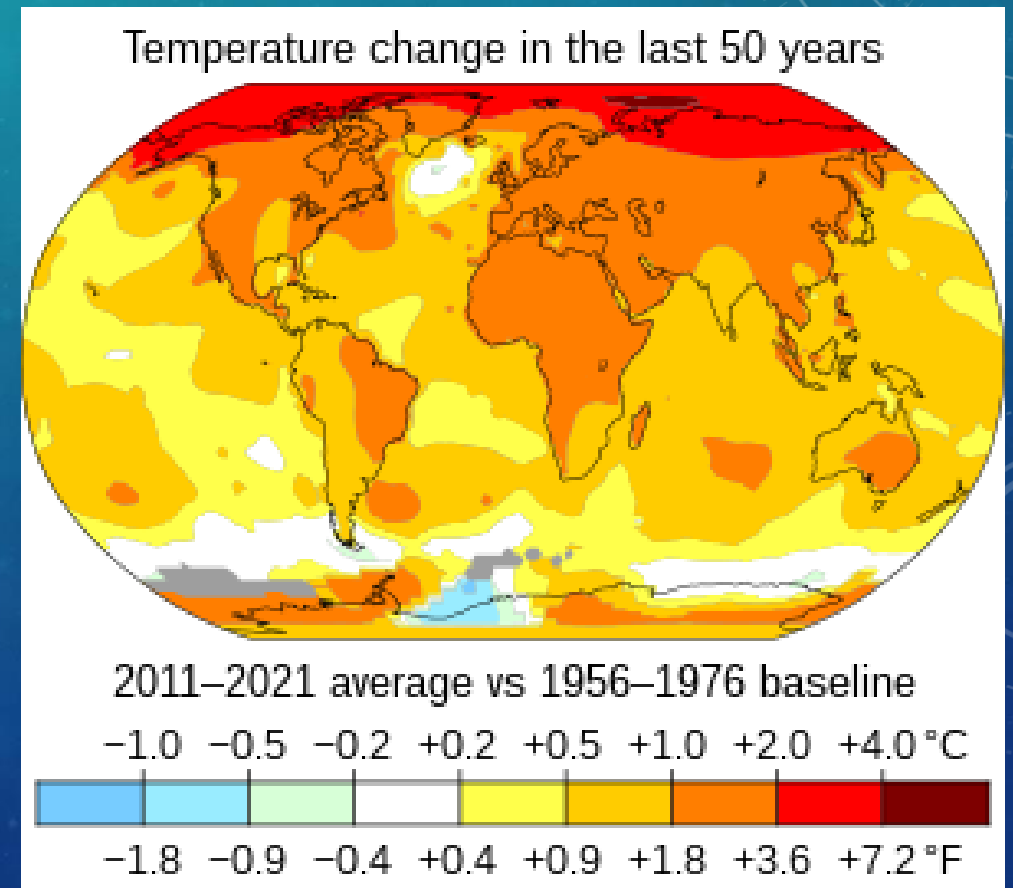 Temperature change in the last 50 years
2011–2021 average vs 1956–1976 baseline
−1.0 −0.5 −0.2 +0.2 +0.5 +1.0 +2.0 +4.0 °C
−1.8 −0.9 −0.4 +0.4 +0.9 +1.8 +3.6 +7.2 °F